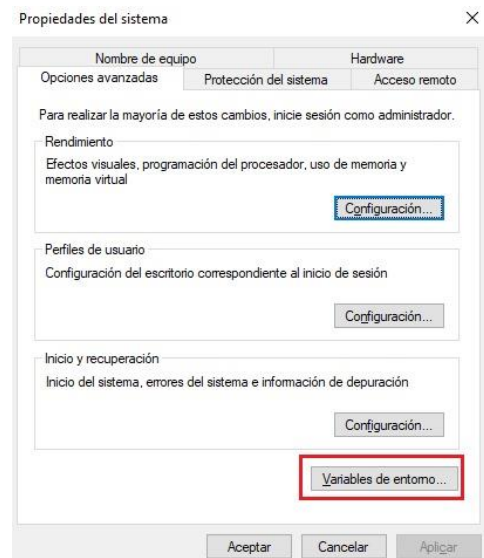 Propiedades del sistema
Nombre de equipo Hardware
Opciones avanzadas Protección del sistema Acceso remoto
Para realizar la mayoría de estos cambios, inicie sesión como administrador.
Rendimiento
Efectos visuales, programación del procesador, uso de memoria y
memoria virtual
Configuración...
Perfiles de usuario
Configuración del escritorio correspondiente al inicio de sesión
Configuración...
Inicio y recuperación
Inicio del sistema, errores del sistema e información de depuración
Configuración...
Variables de entorno...
Aceptar Cancelar Aplicar